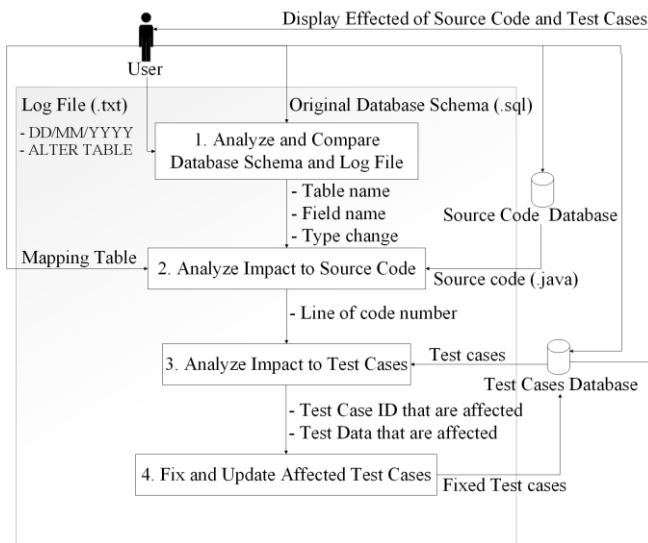 Display Effected of Source Code and Test Cases
User
Log File (.txt)
- DD/MM/YYYY
- ALTER TABLE
Original Database Schema (.sql)
1. Analyze and Compare
Database Schema and Log File
- Table name
- Field name
- Type change
Source Code Database
Mapping Table
2. Analyze Impact to Source Code
Source code (.java)
- Line of code number
3. Analyze Impact to Test Cases
Test cases
Test Cases Database
- Test Case ID that are affected
- Test Data that are affected
4. Fix and Update Affected Test Cases
Fixed Test cases